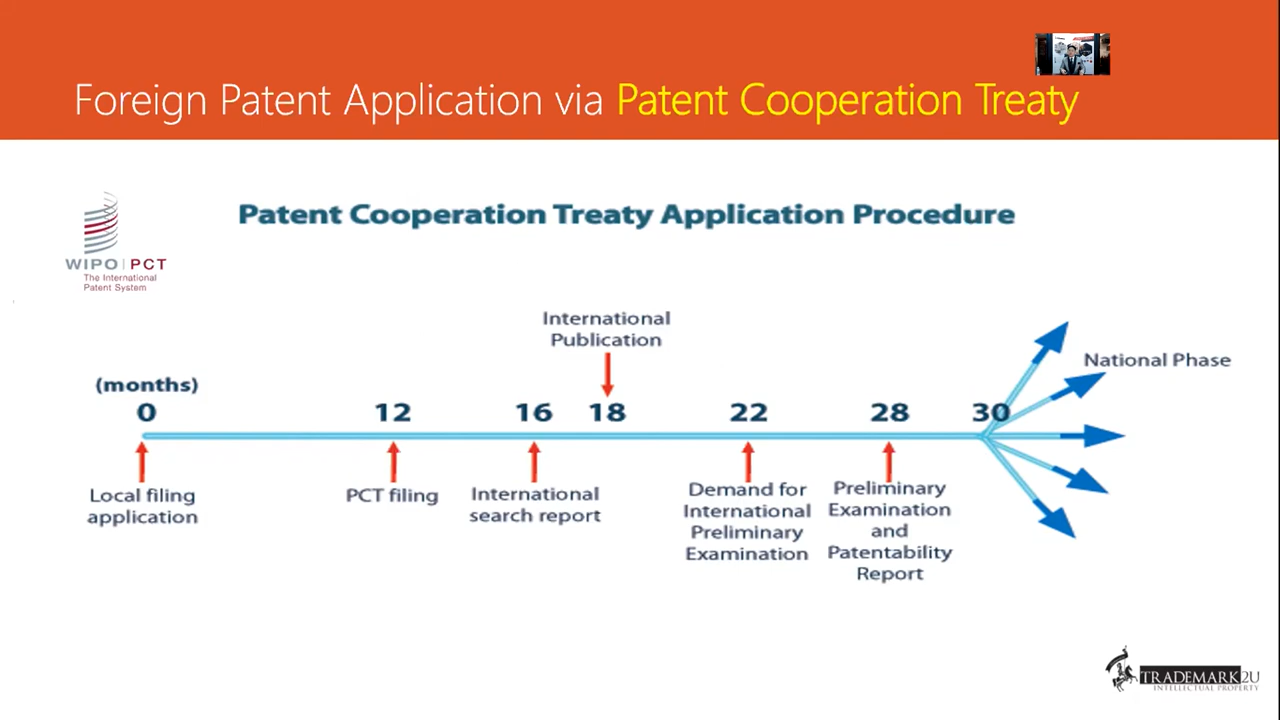 Foreign Patent Application via Patent Cooperation Treaty
Patent Cooperation Treaty Application Procedure
WIPO | PCT
The International
Patent System
International
Publication
National Phase
(months)
0 12 16 18 22 28 30
Local filing
application
PCT filing
International
search report
Demand for
International
Preliminary
Examination
Preliminary
Examination
and
Patentability
Report
TRADEMARK2U
INTELLECTUAL PROPERTY